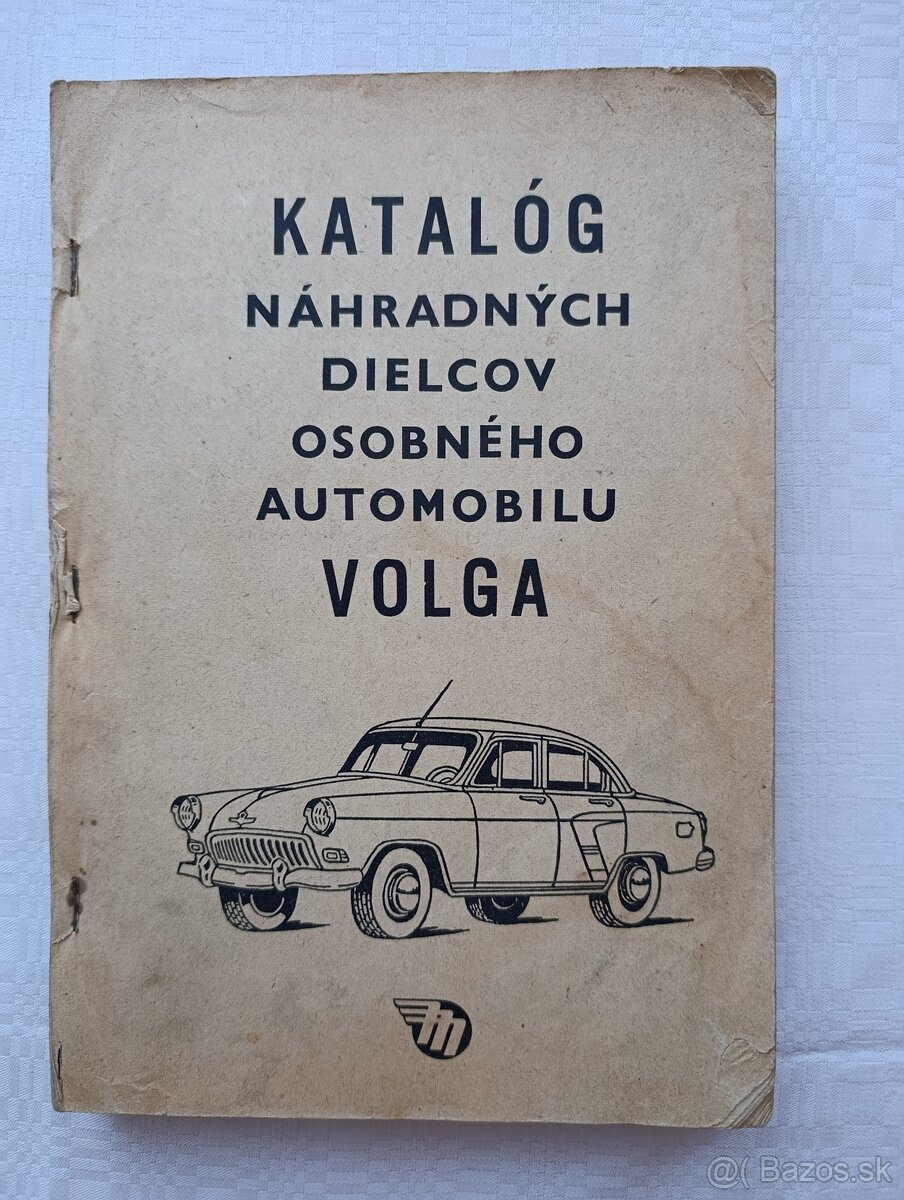 KATALÓG
NÁHRADNÝCH
DIELCOV
OSOBNÉHO
AUTOMOBILU
VOLGA
m
@( Bazos.sk